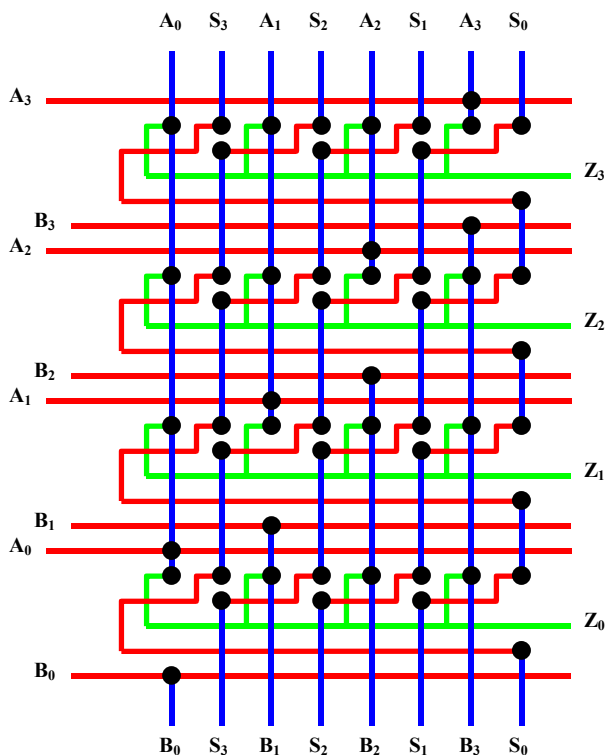 A₀ S₃ A₁ S₂ A₂ S₁ A₃ S₀
A₃
Z₃
B₃
A₂
Z₂
B₂
A₁
Z₁
B₁
A₀
Z₀
B₀
B₀ S₃ B₁ S₂ B₂ S₁ B₃ S₀